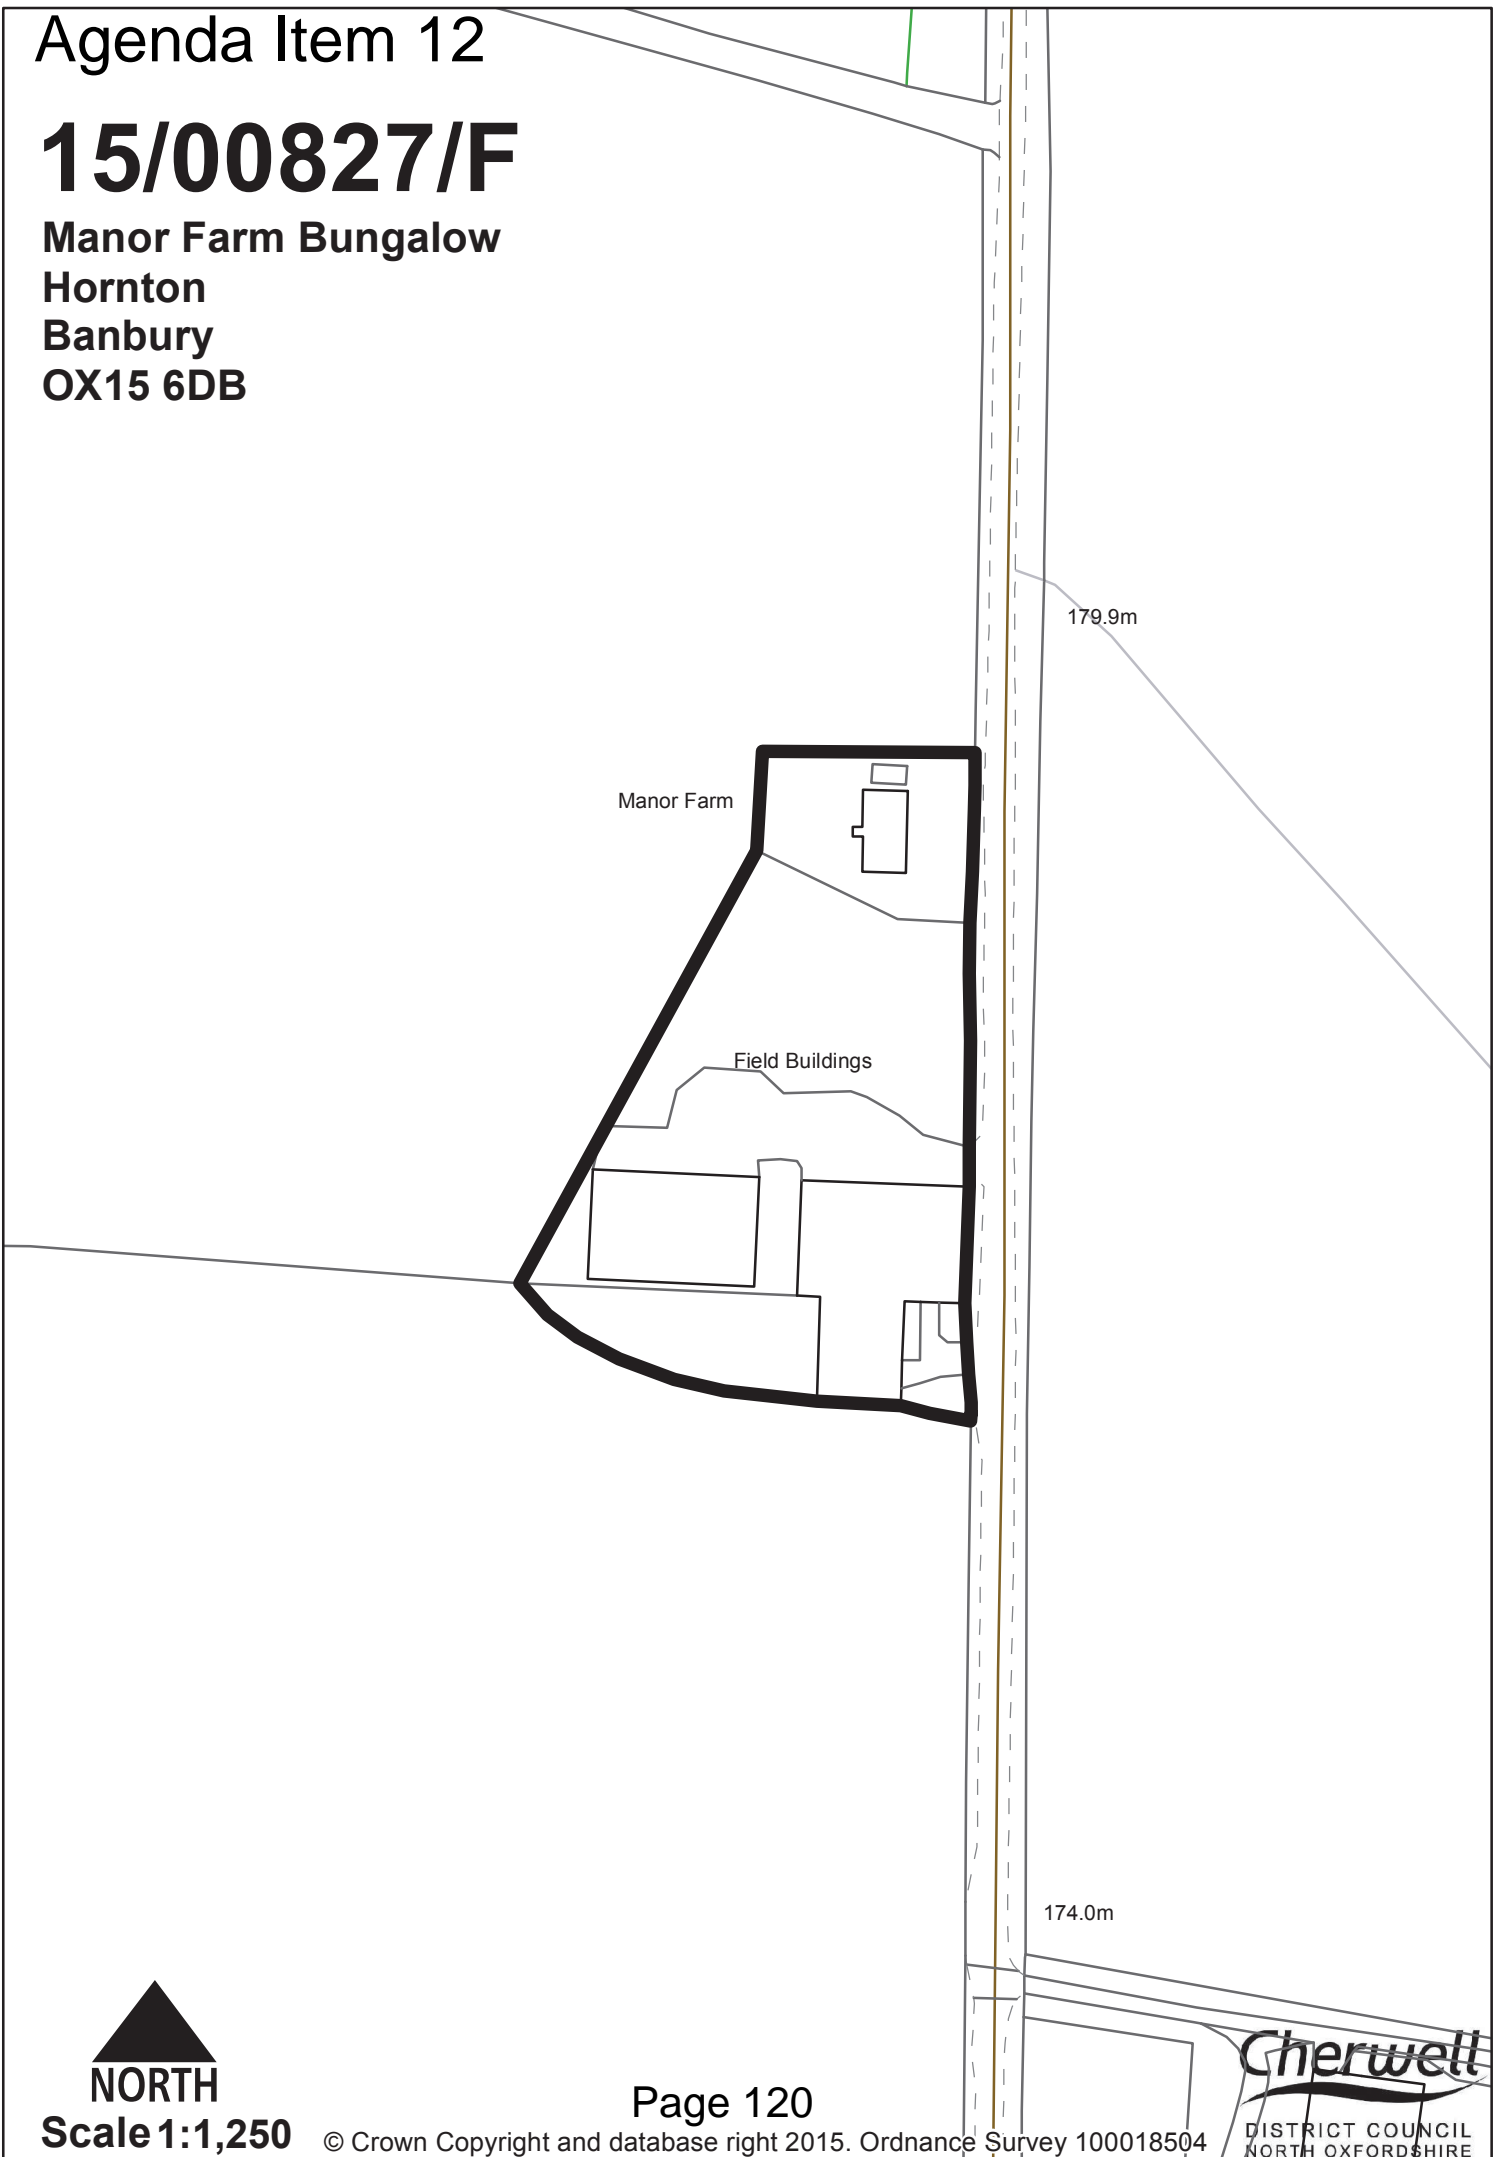 Agenda Item 12
15/00827/F
Manor Farm Bungalow
Hornton
Banbury
OX15 6DB
179.9m
Manor Farm
Field Buildings
174.0m
NORTH
Scale 1:1,250
Page 120
© Crown Copyright and database right 2015. Ordnance Survey 100018504
Cherwell
DISTRICT COUNCIL
NORTH OXFORDSHIRE